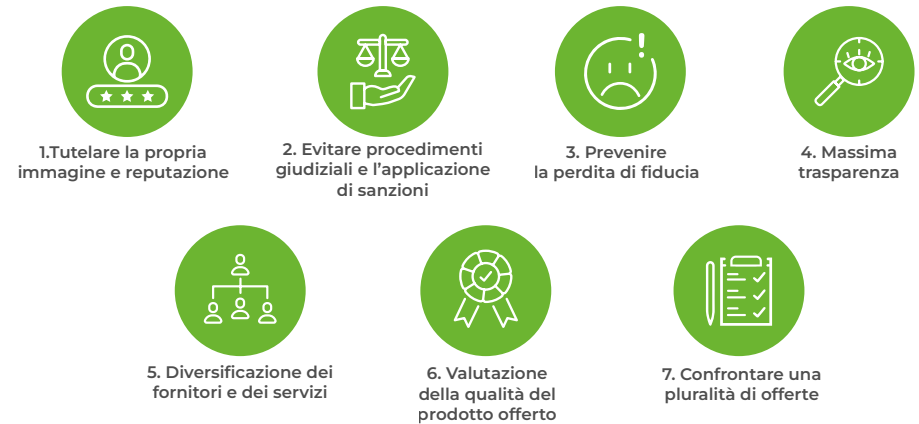 1.Tutelare la propria
immagine e reputazione
2. Evitare procedimenti
giudiziali e l'applicazione
di sanzioni
3. Prevenire
la perdita di fiducia
4. Massima
trasparenza
5. Diversificazione dei
fornitori e dei servizi
6. Valutazione
della qualità del
prodotto offerto
7. Confrontare una
pluralità di offerte